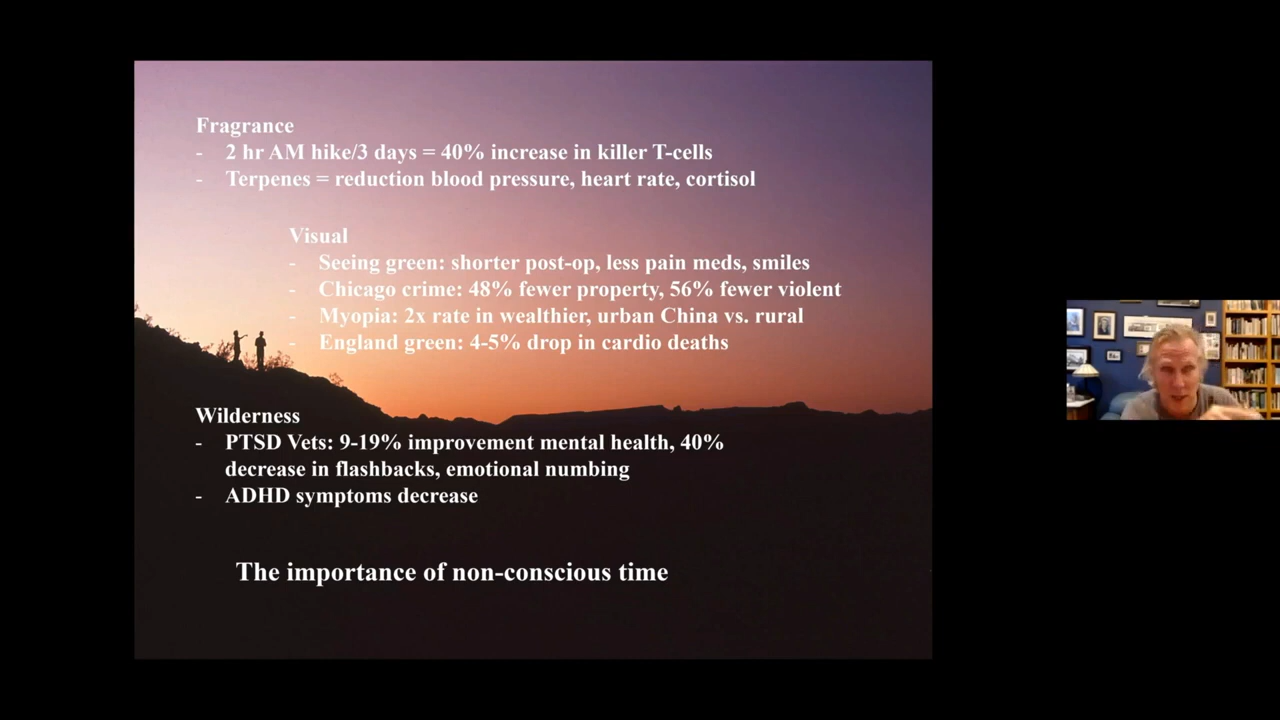 Fragrance
- 2 hr AM hike/3 days = 40% increase in killer T-cells
- Terpenes = reduction blood pressure, heart rate, cortisol
Visual
- Seeing green: shorter post-op, less pain meds, smiles
- Chicago crime: 48% fewer property, 56% fewer violent
- Myopia: 2x rate in wealthier, urban China vs. rural
- England green: 4-5% drop in cardio deaths
Wilderness
- PTSD Vets: 9-19% improvement mental health, 40%
decrease in flashbacks, emotional numbing
- ADHD symptoms decrease
The importance of non-conscious time